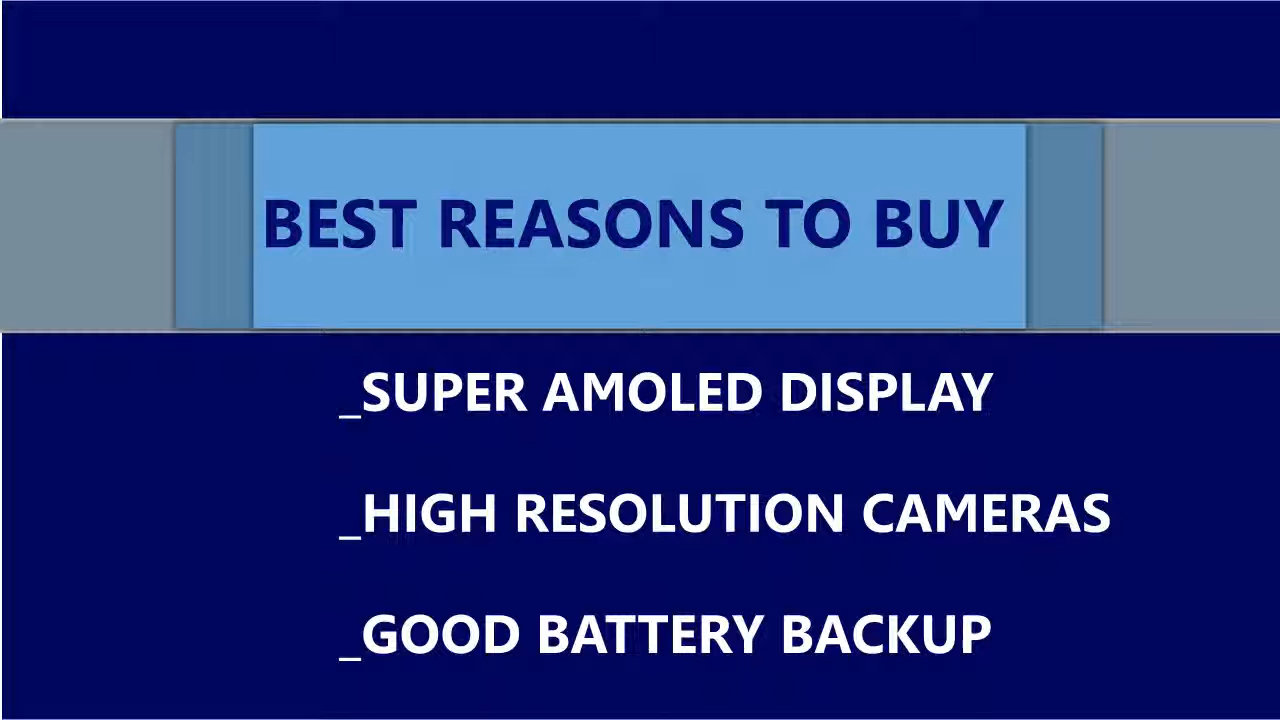 BEST REASONS TO BUY
_SUPER AMOLED DISPLAY
_HIGH RESOLUTION CAMERAS
_GOOD BATTERY BACKUP